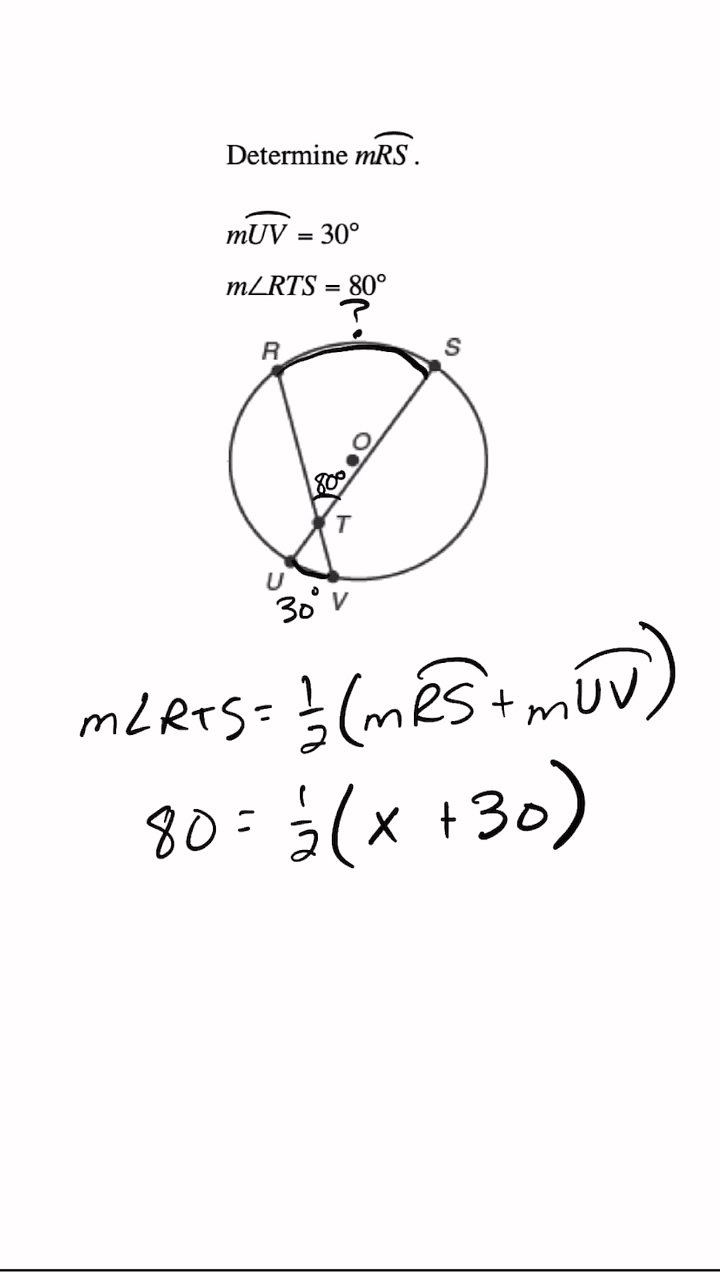 Determine mRS.
mUV = 30°
m∠RTS = 80°
?
R
S
O
80°
T
U
V
30°
m∠RTS = 1/2 (mRS + mUV)
80 = 1/2 (x + 30)